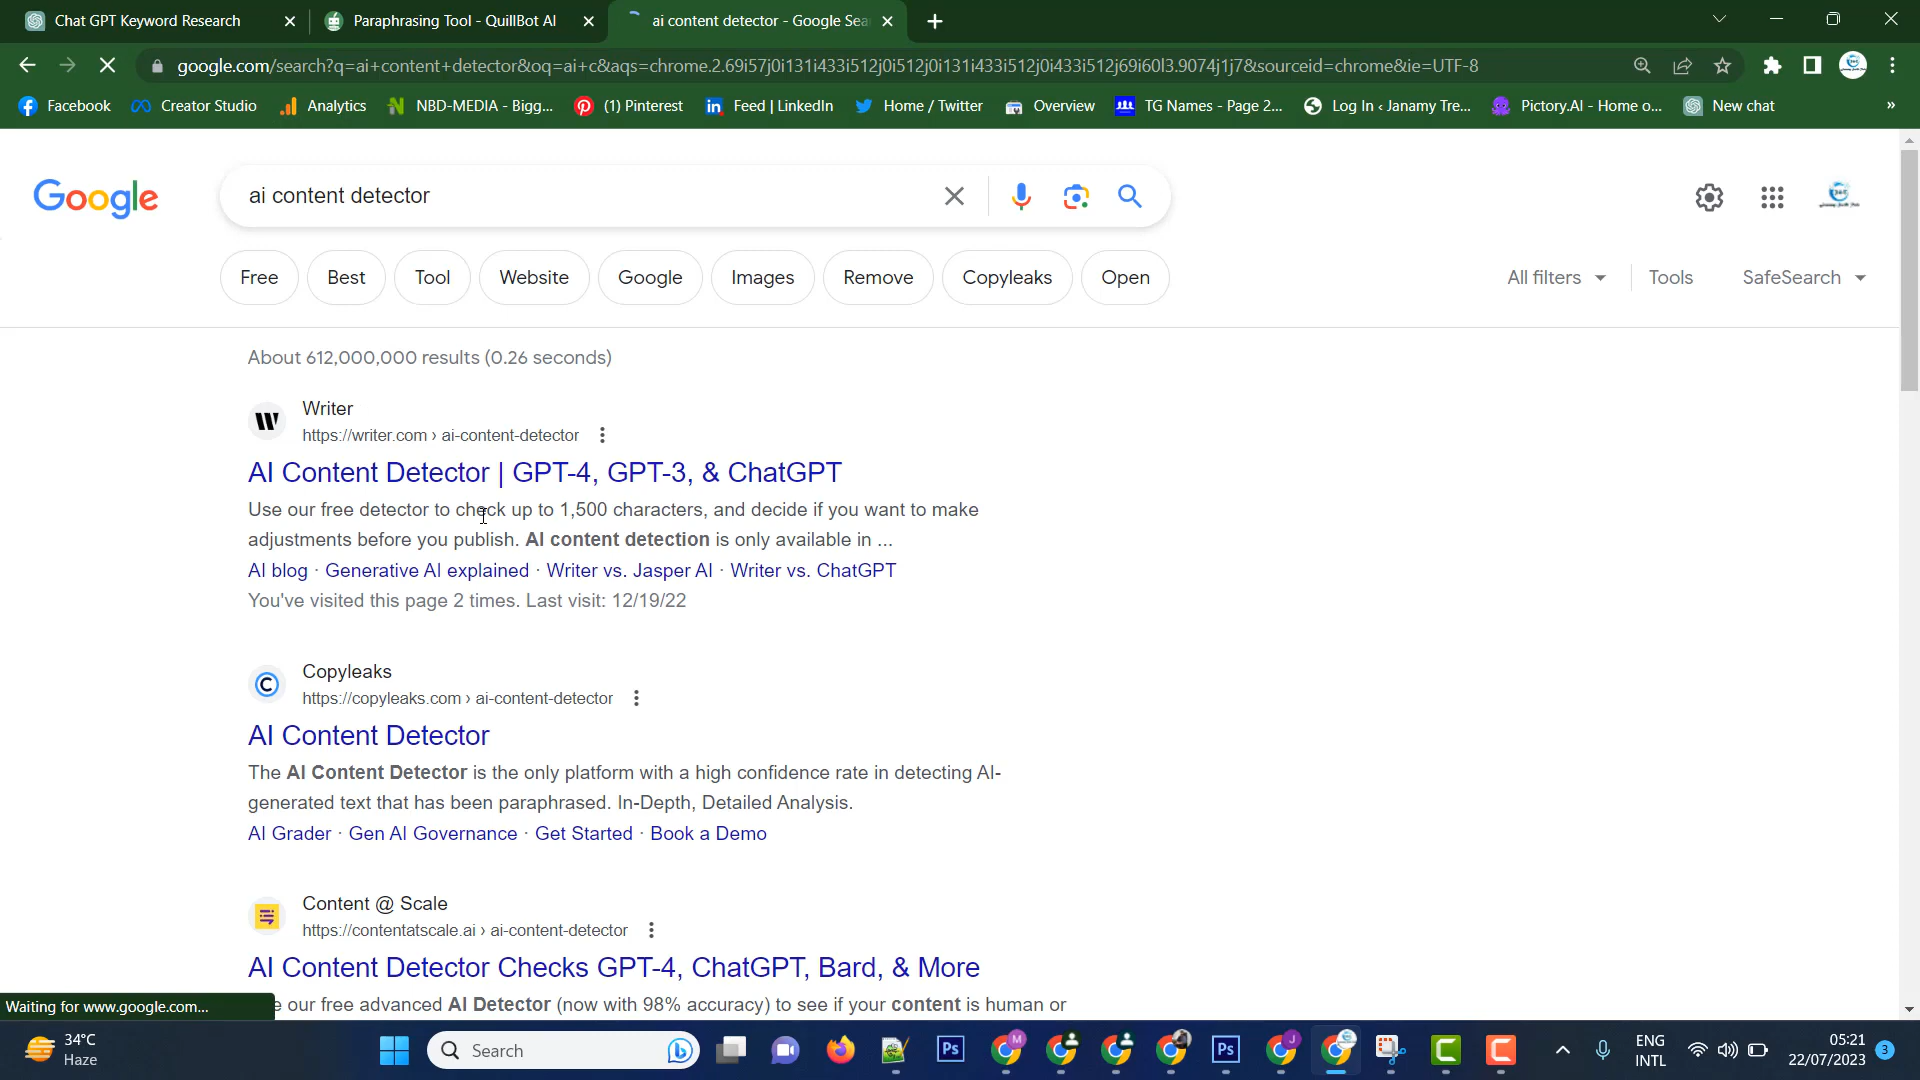 Chat GPT Keyword Research
Paraphrasing Tool - QuillBot AI
ai content detector - Google Sea
google.com/search?q=ai+content+detector&oq=ai+c&aqs=chrome.2.69i57j0i131i433i512j0i512j0i131i433i512j0i433i512j69i60l3.9074j1j7&sourceid=chrome&ie=UTF-8
Facebook Creator Studio Analytics NBD-MEDIA - Bigg... (1) Pinterest Feed | LinkedIn Home / Twitter Overview TG Names - Page 2... Log In ‹ Janamy Tre... Pictory.AI - Home o... New chat »
Google
ai content detector
Free Best Tool Website Google Images Remove Copyleaks Open All filters Tools SafeSearch
About 612,000,000 results (0.26 seconds)
Writer
https://writer.com › ai-content-detector
AI Content Detector | GPT-4, GPT-3, & ChatGPT
Use our free detector to check up to 1,500 characters, and decide if you want to make
adjustments before you publish. AI content detection is only available in ...
AI blog · Generative AI explained · Writer vs. Jasper AI · Writer vs. ChatGPT
You've visited this page 2 times. Last visit: 12/19/22
Copyleaks
https://copyleaks.com › ai-content-detector
AI Content Detector
The AI Content Detector is the only platform with a high confidence rate in detecting AI-
generated text that has been paraphrased. In-Depth, Detailed Analysis.
AI Grader · Gen AI Governance · Get Started · Book a Demo
Content @ Scale
https://contentatscale.ai › ai-content-detector
AI Content Detector Checks GPT-4, ChatGPT, Bard, & More
e our free advanced AI Detector (now with 98% accuracy) to see if your content is human or
Waiting for www.google.com...
34°C
Haze
Search
Ps
M
Ps
J
ENG
INTL
05:21
22/07/2023
3